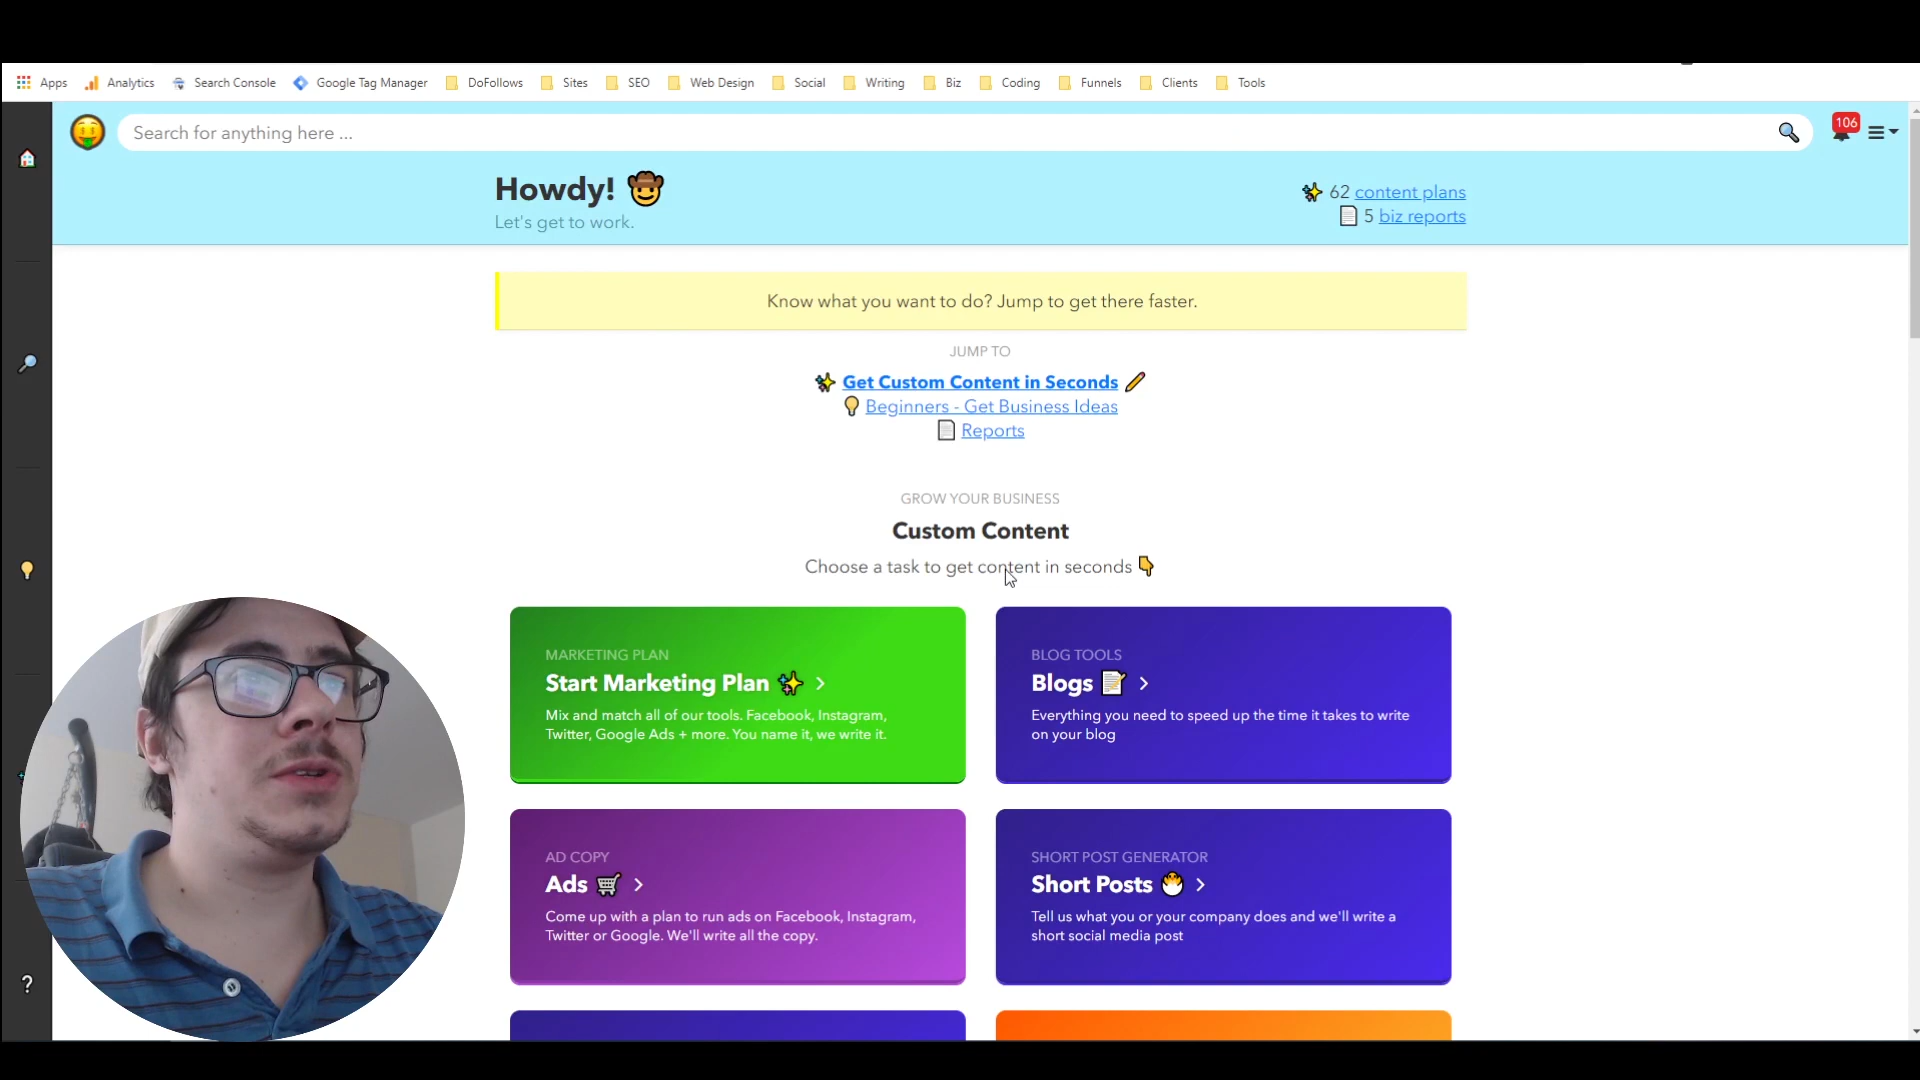 Apps Analytics Search Console Google Tag Manager DoFollows Sites SEO Web Design Social Writing Biz Coding Funnels Clients Tools
Search for anything here ...
106
Howdy!
Let's get to work.
62 content plans
5 biz reports
Know what you want to do? Jump to get there faster.
JUMP TO
Get Custom Content in Seconds
Beginners - Get Business Ideas
Reports
GROW YOUR BUSINESS
Custom Content
Choose a task to get content in seconds
MARKETING PLAN
Start Marketing Plan
Mix and match all of our tools. Facebook, Instagram,
Twitter, Google Ads + more. You name it, we write it.
BLOG TOOLS
Blogs
Everything you need to speed up the time it takes to write
on your blog
AD COPY
Ads
Come up with a plan to run ads on Facebook, Instagram,
Twitter or Google. We'll write all the copy.
SHORT POST GENERATOR
Short Posts
Tell us what you or your company does and we'll write a
short social media post
?